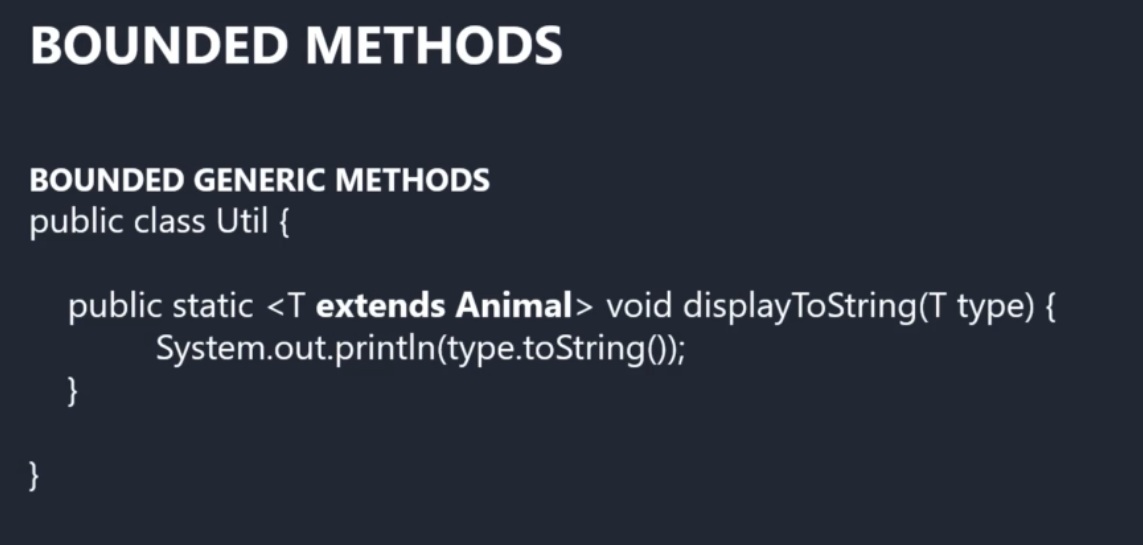 BOUNDED METHODS
BOUNDED GENERIC METHODS
public class Util {
public static <T extends Animal> void displayToString(T type) {
System.out.println(type.toString());
}
}